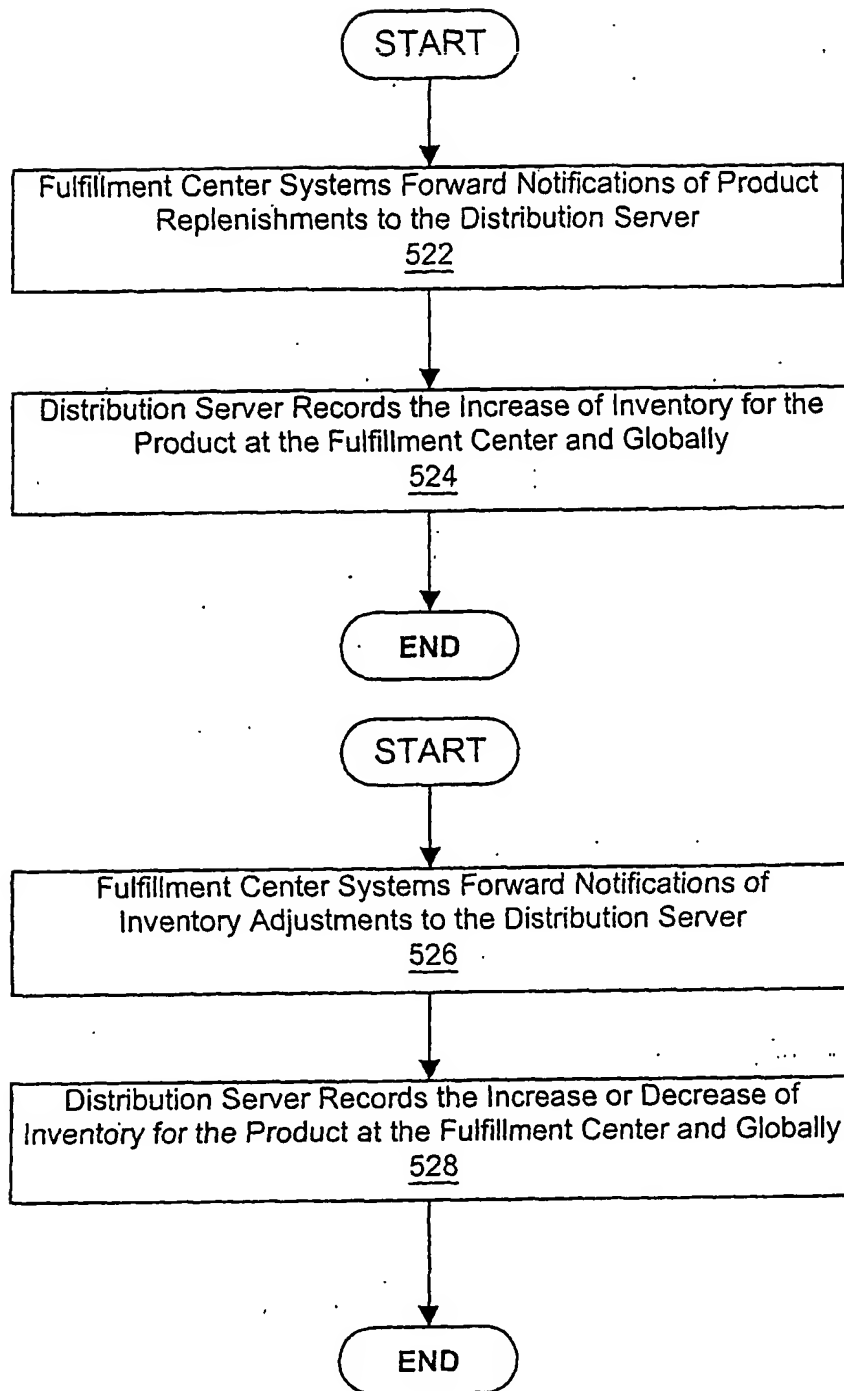 START
Fulfillment Center Systems Forward Notifications of Product
Replenishments to the Distribution Server
522
Distribution Server Records the Increase of Inventory for the
Product at the Fulfillment Center and Globally
524
END
START
Fulfillment Center Systems Forward Notifications of
Inventory Adjustments to the Distribution Server
526
Distribution Server Records the Increase or Decrease of
Inventory for the Product at the Fulfillment Center and Globally
528
END